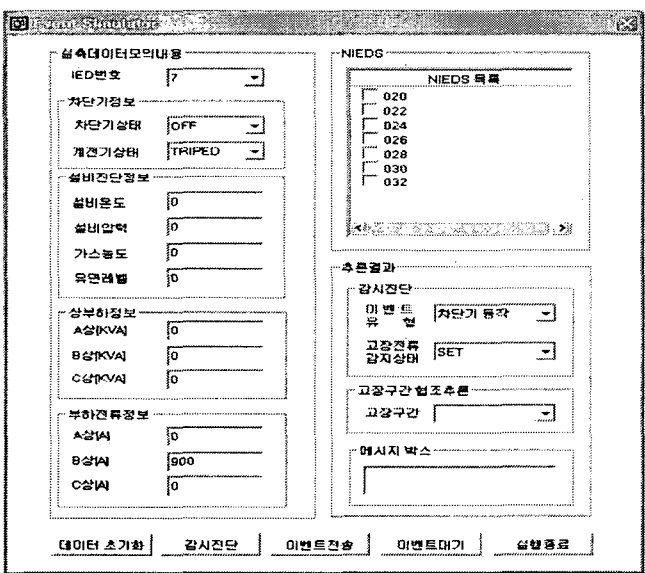 Event Simulator
실측데이터모의내용
IED번호 7
차단기정보
차단기상태 OFF
계전기상태 TRIPED
설비진단정보
설비온도 0
설비압력 0
가스농도 0
유면레벨 0
상부하정보
A상[KVA] 0
B상[KVA] 0
C상[KVA] 0
부하전류정보
A상[A] 0
B상[A] 900
C상[A] 0
NIEDS
NIEDS 목록
020
022
024
026
028
030
032
추론결과
감시진단
이벤트
유형 차단기 동작
고장전류
감지상태 SET
고장구간 협조추론
고장구간
메시지 박스
데이터 초기화 감시진단 이벤트전송 이벤트대기 실행종료